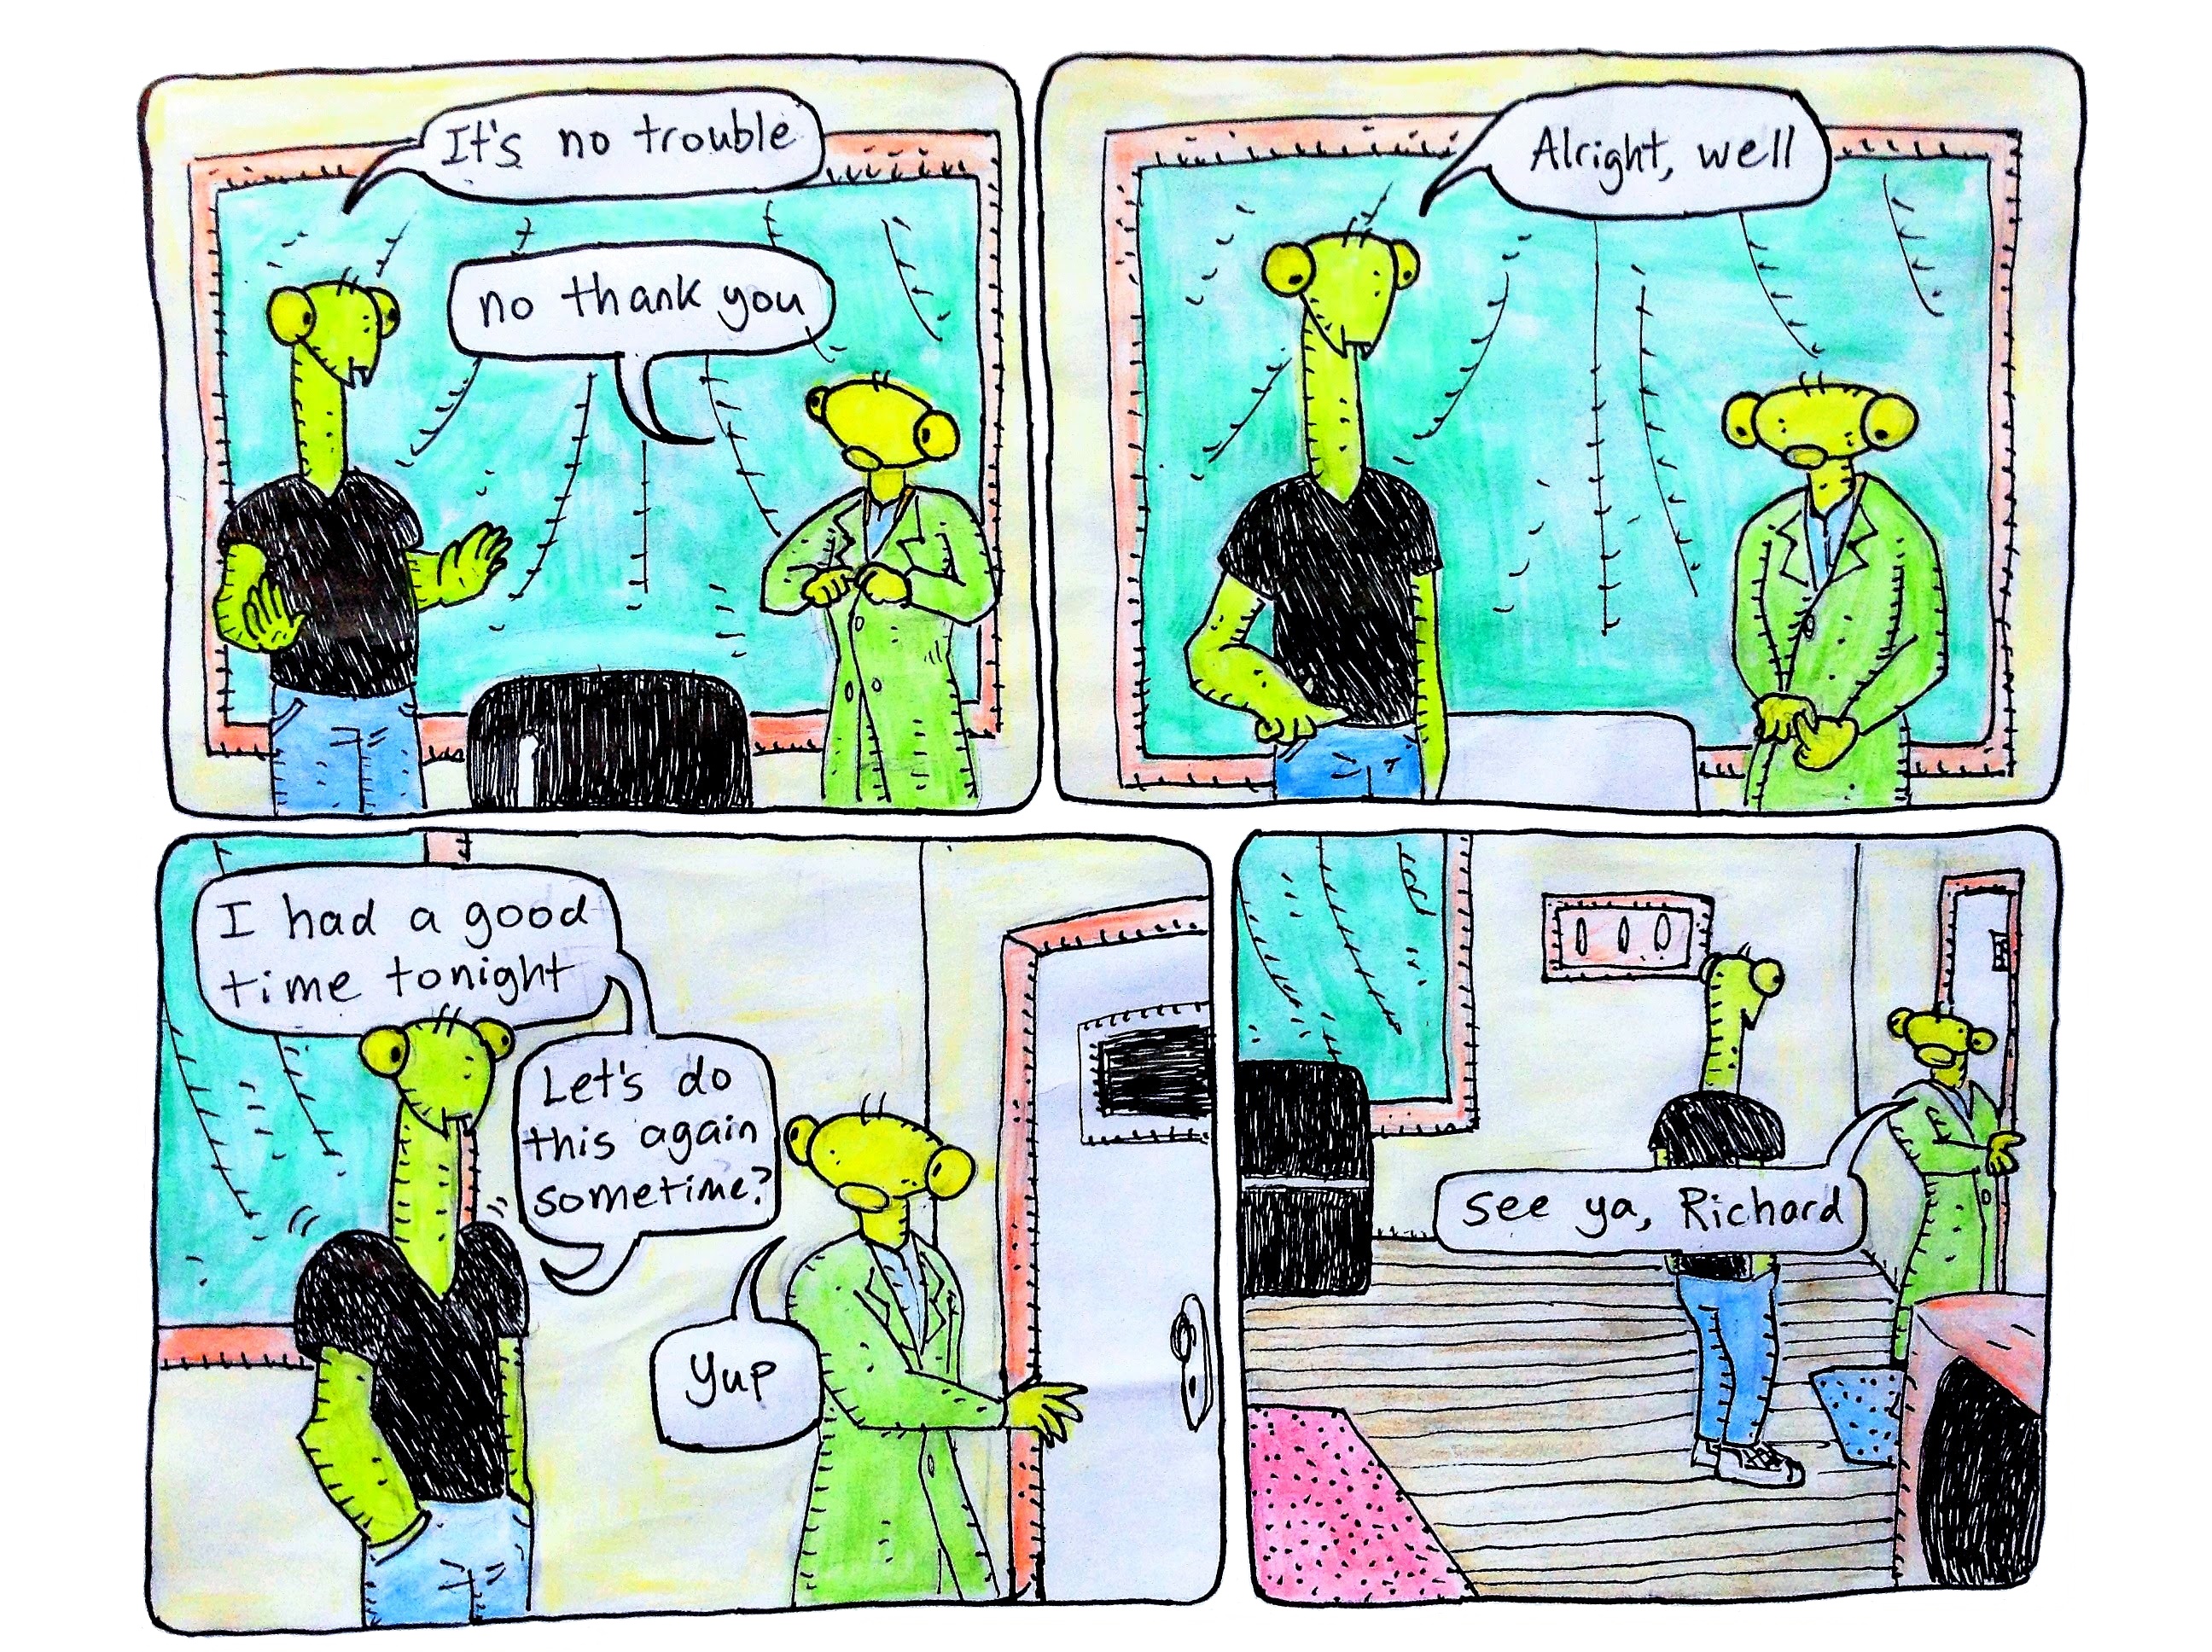 It's no trouble
no thank you
Alright, well
I had a good
time tonight
Let's do
this again
sometime?
Yup
see ya, Richard